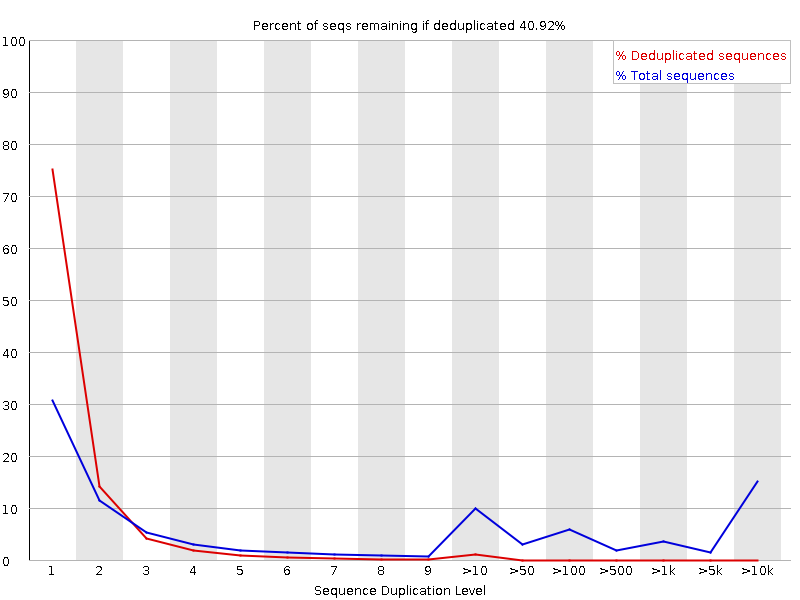 Percent of seqs remaining if deduplicated 40.92%
% Deduplicated sequences
% Total sequences
100
90
80
70
60
50
40
30
20
10
0
1 2 3 4 5 6 7 8 9 >10 >50 >100 >500 >1k >5k >10k
Sequence Duplication Level